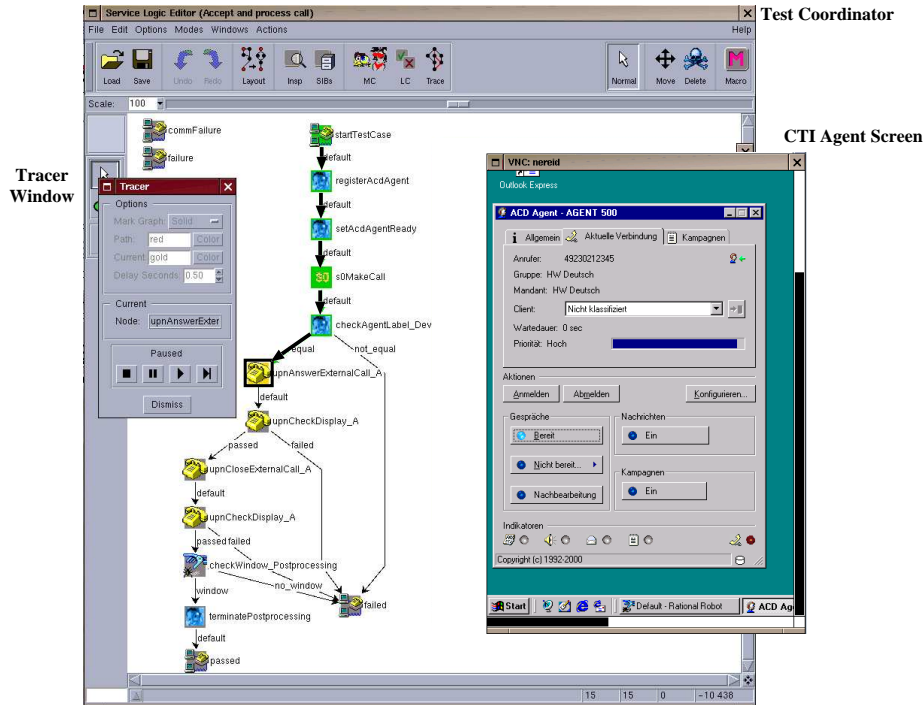 Service Logic Editor (Accept and process call)
Test Coordinator
File Edit Options Modes Windows Actions Help
Load Save Undo Redo Layout Insp SIBs MC LC Trace Normal Move Delete Macro
Scale: 100
CTI Agent Screen
Tracer
Window
commFailure
failure
startTestCase
default
registerAcdAgent
default
setAcdAgentReady
default
$0
s0MakeCall
default
checkAgentLabel_Dev
equal
not_equal
upnAnswerExternalCall_A
default
upnCheckDisplay_A
passed
failed
upnCloseExternalCall_A
default
upnCheckDisplay_A
passed
failed
checkWindow_Postprocessing
no_window
window
failed
terminatePostprocessing
default
passed
15 15 0 -10 438
Tracer
Options
Mark Graph: Solid
Path: red Color
Current: gold Color
Delay Seconds: 0.50
Current
Node: upnAnswerExter
Paused
Dismiss
VNC: nereid
Outlook Express
ACD Agent - AGENT 500
Allgemein Aktuelle Verbindung Kampagnen
Anrufer: 49230212345
Gruppe: HW Deutsch
Mandant: HW Deutsch
Client: Nicht klassifiziert
Wartedauer: 0 sec
Priorität: Hoch
Aktionen
Anmelden Abmelden Konfigurieren...
Gespräche Nachrichten
Bereit Ein
Nicht bereit... Kampagnen
Nachbearbeitung Ein
Indikatoren
Copyright (c) 1992-2000
Start Default - Rational Robot ACD Ag